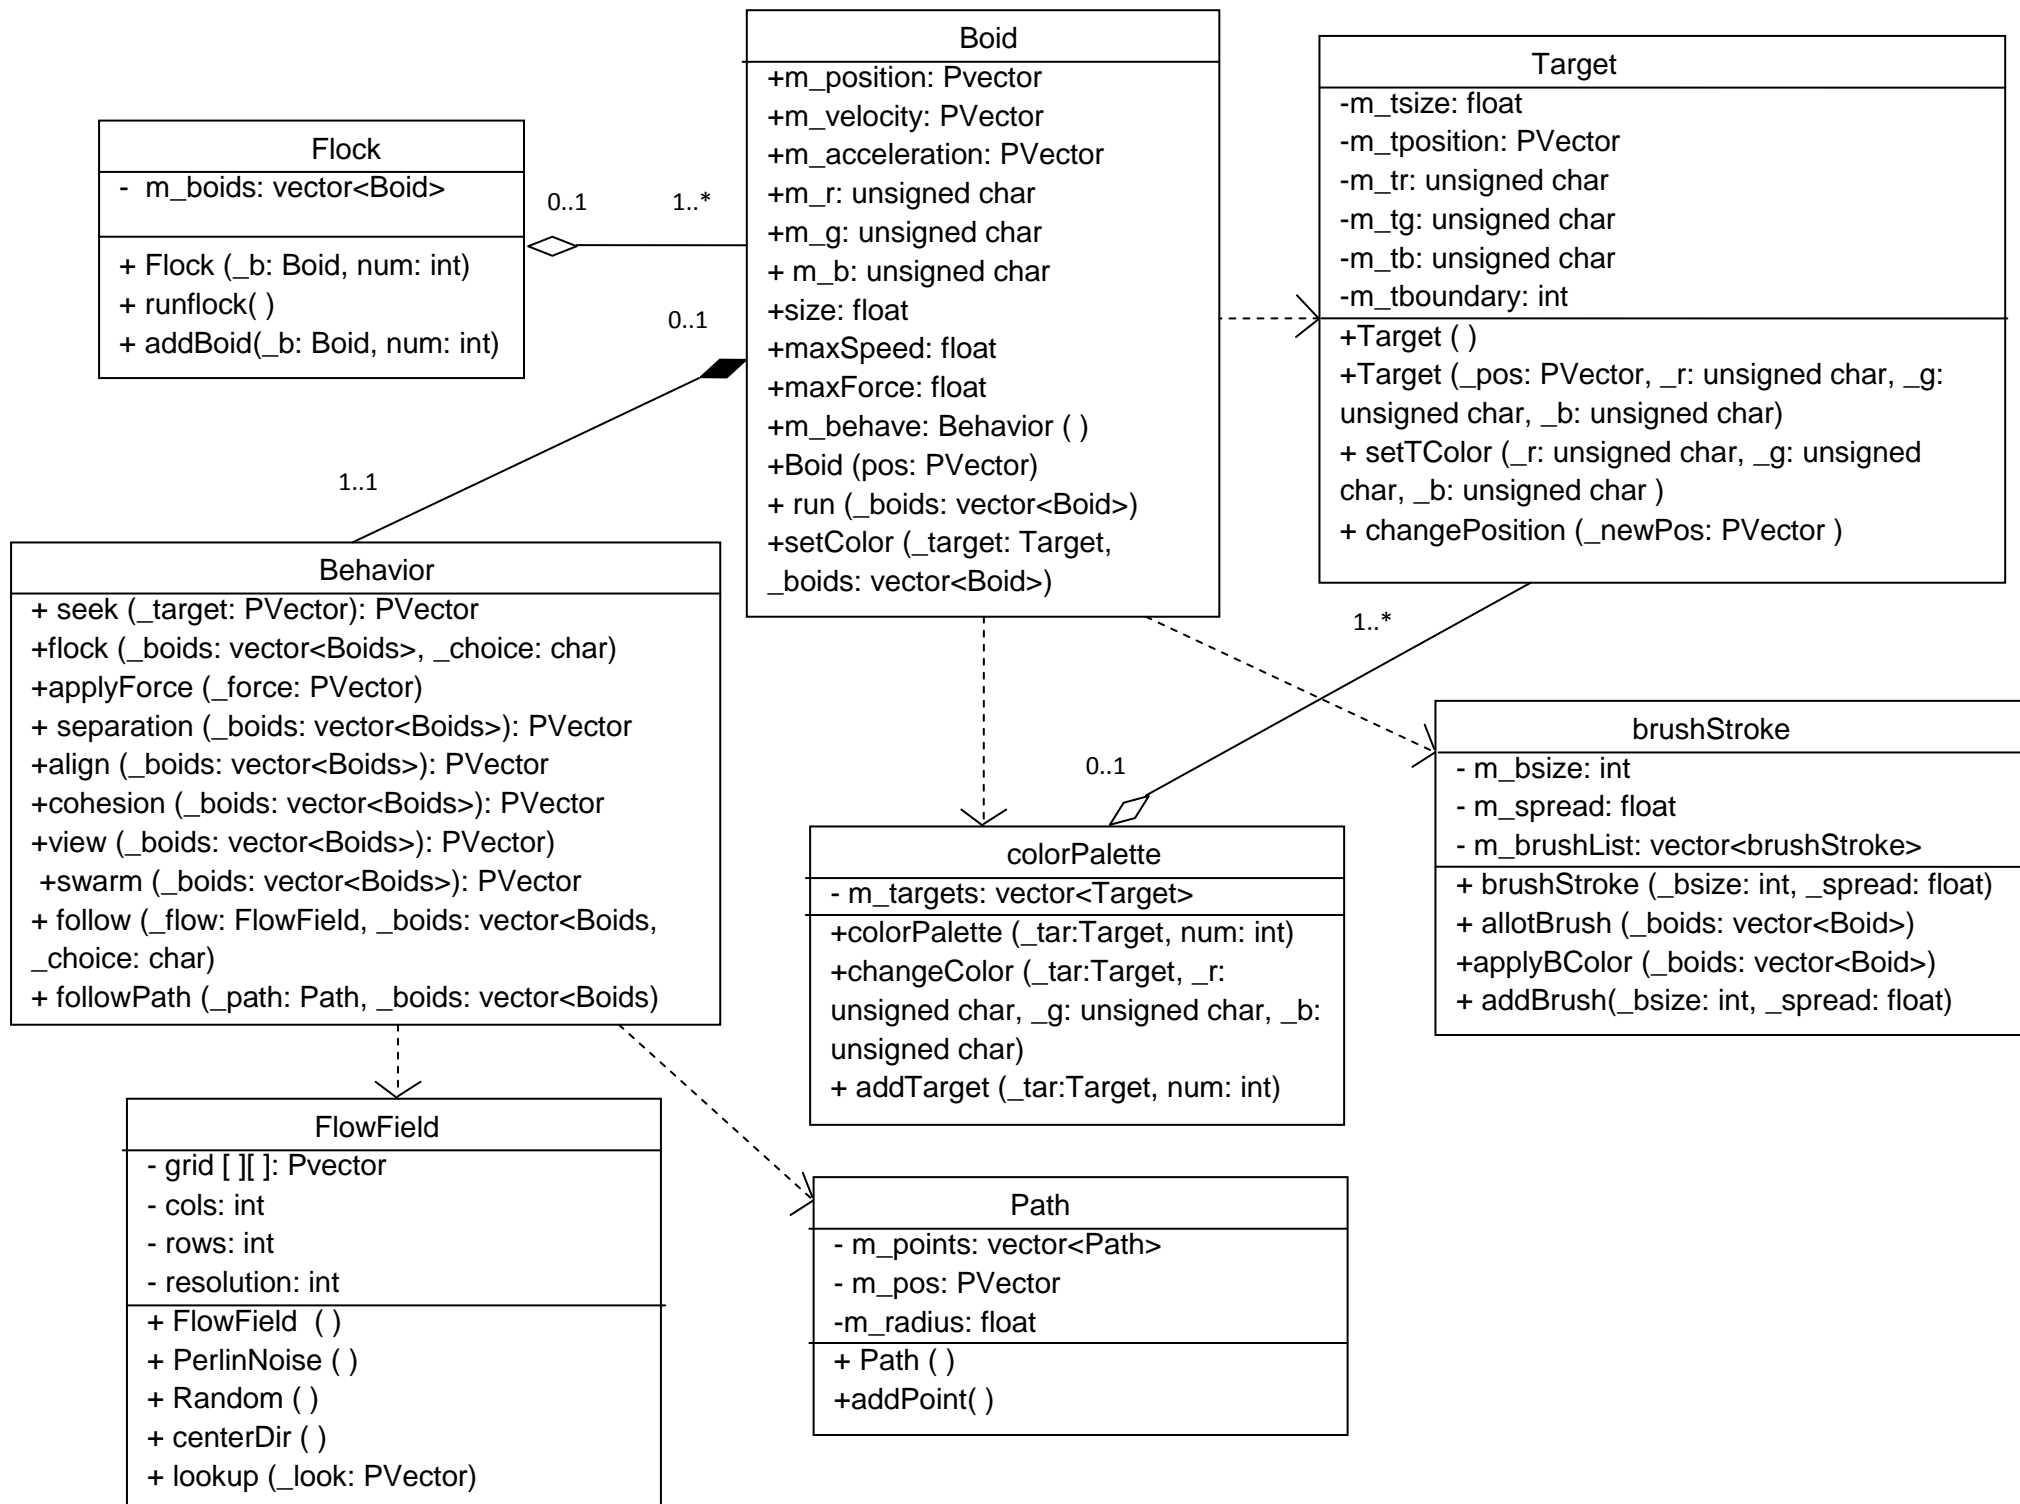 Flock
- m_boids: vector<Boid>
+ Flock (_b: Boid, num: int)
+ runflock( )
+ addBoid(_b: Boid, num: int)
0..1
1..*
Boid
+m_position: Pvector
+m_velocity: PVector
+m_acceleration: PVector
+m_r: unsigned char
+m_g: unsigned char
+ m_b: unsigned char
+size: float
+maxSpeed: float
+maxForce: float
+m_behave: Behavior ( )
+Boid (pos: PVector)
+ run (_boids: vector<Boid>)
+setColor (_target: Target,
_boids: vector<Boid>)
Target
-m_tsize: float
-m_tposition: PVector
-m_tr: unsigned char
-m_tg: unsigned char
-m_tb: unsigned char
-m_tboundary: int
+Target ( )
+Target (_pos: PVector, _r: unsigned char, _g:
unsigned char, _b: unsigned char)
+ setTColor (_r: unsigned char, _g: unsigned
char, _b: unsigned char )
+ changePosition (_newPos: PVector )
0..1
1..1
Behavior
+ seek (_target: PVector): PVector
+flock (_boids: vector<Boids>, _choice: char)
+applyForce (_force: PVector)
+ separation (_boids: vector<Boids>): PVector
+align (_boids: vector<Boids>): PVector
+cohesion (_boids: vector<Boids>): PVector
+view (_boids: vector<Boids>): PVector)
+swarm (_boids: vector<Boids>): PVector
+ follow (_flow: FlowField, _boids: vector<Boids,
_choice: char)
+ followPath (_path: Path, _boids: vector<Boids)
1..*
0..1
colorPalette
- m_targets: vector<Target>
+colorPalette (_tar:Target, num: int)
+changeColor (_tar:Target, _r:
unsigned char, _g: unsigned char, _b:
unsigned char)
+ addTarget (_tar:Target, num: int)
brushStroke
- m_bsize: int
- m_spread: float
- m_brushList: vector<brushStroke>
+ brushStroke (_bsize: int, _spread: float)
+ allotBrush (_boids: vector<Boid>)
+applyBColor (_boids: vector<Boid>)
+ addBrush(_bsize: int, _spread: float)
FlowField
- grid [ ][ ]: Pvector
- cols: int
- rows: int
- resolution: int
+ FlowField ( )
+ PerlinNoise ( )
+ Random ( )
+ centerDir ( )
+ lookup (_look: PVector)
Path
- m_points: vector<Path>
- m_pos: PVector
-m_radius: float
+ Path ( )
+addPoint( )